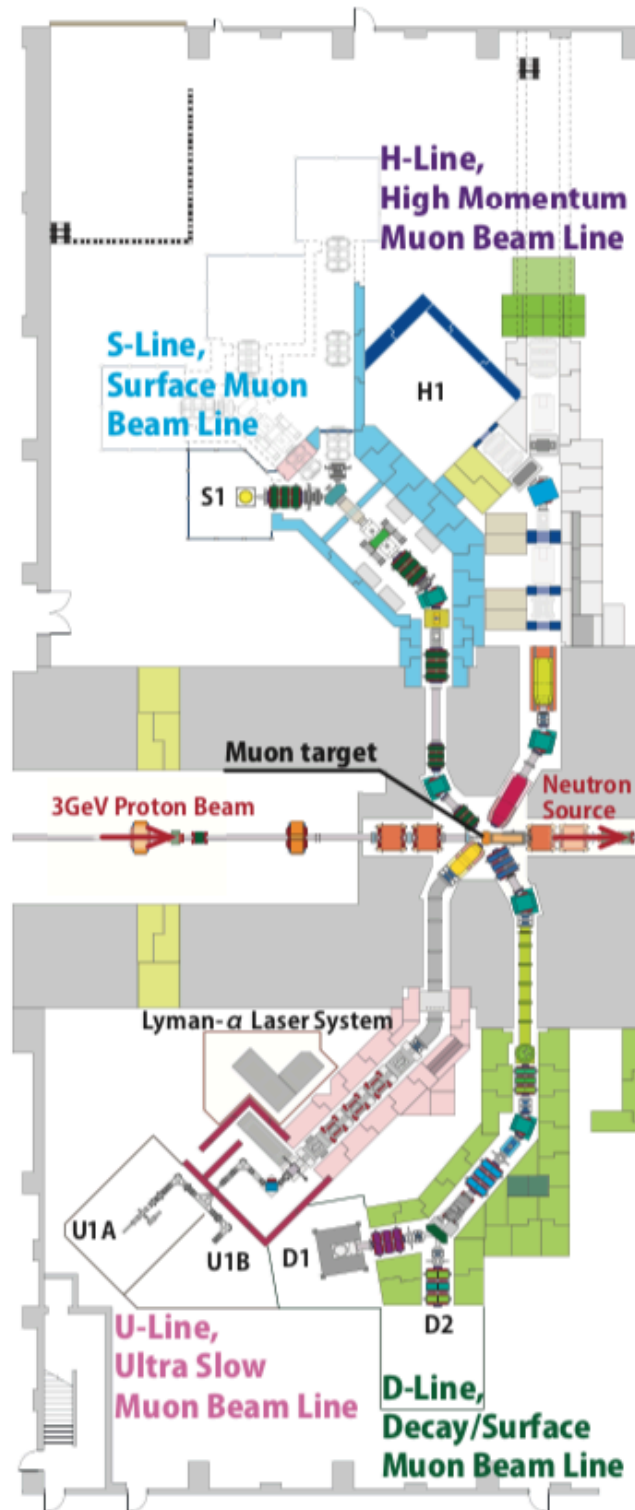 H-Line,
High Momentum
Muon Beam Line
S-Line,
Surface Muon
Beam Line
H1
S1
Muon target
3GeV Proton Beam
Neutron
Source
Lyman-α Laser System
U1A
U1B
D1
D2
U-Line,
Ultra Slow
Muon Beam Line
D-Line,
Decay/Surface
Muon Beam Line